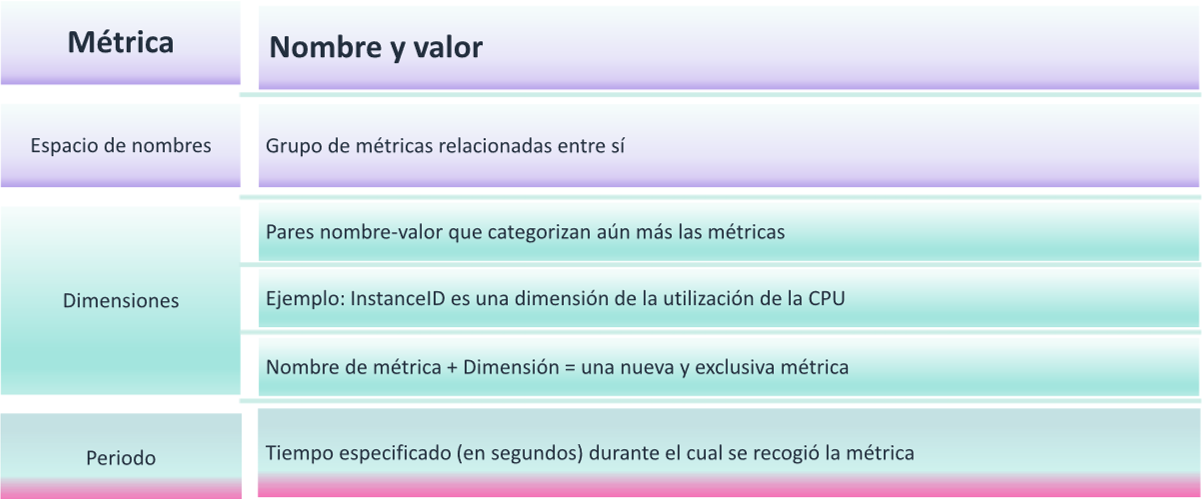 Métrica
Nombre y valor
Espacio de nombres
Grupo de métricas relacionadas entre sí
Dimensiones
Pares nombre-valor que categorizan aún más las métricas
Ejemplo: InstanceID es una dimensión de la utilización de la CPU
Nombre de métrica + Dimensión = una nueva y exclusiva métrica
Periodo
Tiempo especificado (en segundos) durante el cual se recogió la métrica